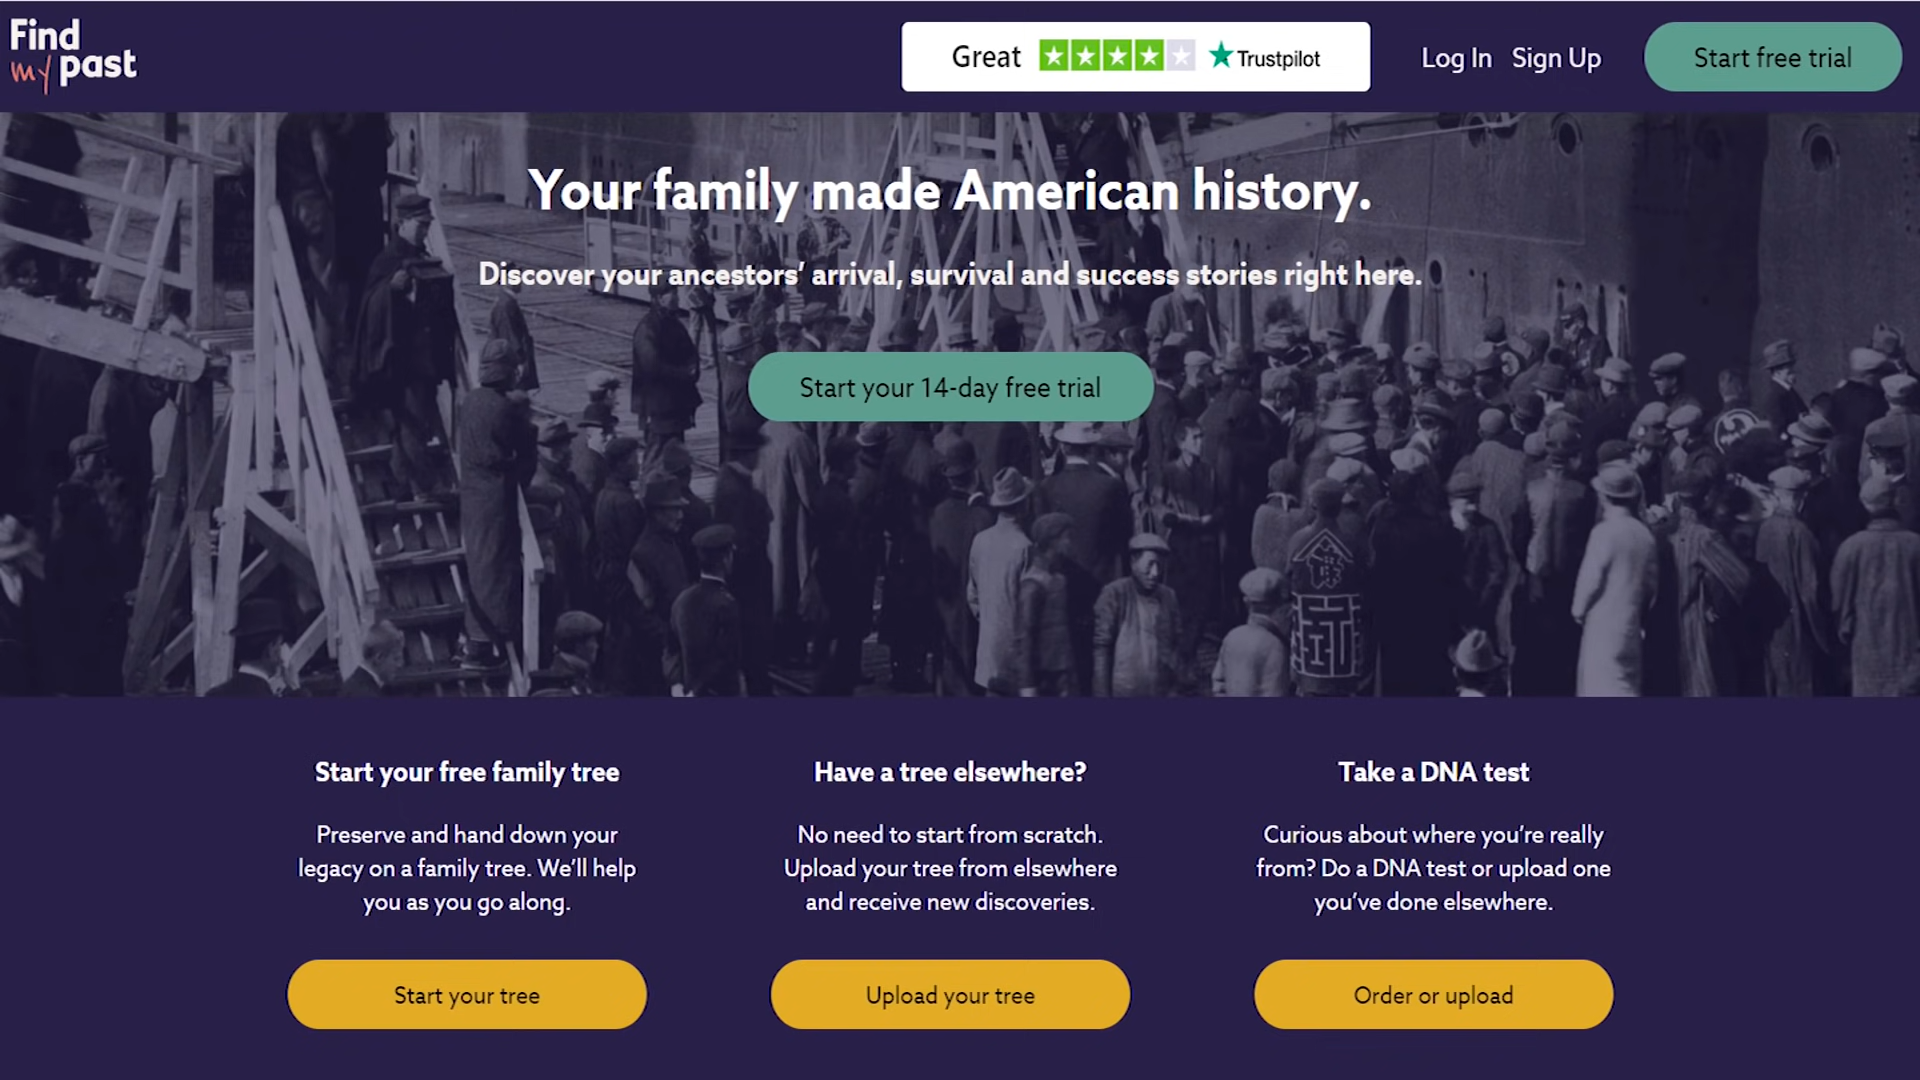 Find
my past
Great
Trustpilot
Log In
Sign Up
Start free trial
Your family made American history.
Discover your ancestors’ arrival, survival and success stories right here.
Start your 14-day free trial
Start your free family tree
Preserve and hand down your
legacy on a family tree. We’ll help
you as you go along.
Start your tree
Have a tree elsewhere?
No need to start from scratch.
Upload your tree from elsewhere
and receive new discoveries.
Upload your tree
Take a DNA test
Curious about where you’re really
from? Do a DNA test or upload one
you’ve done elsewhere.
Order or upload